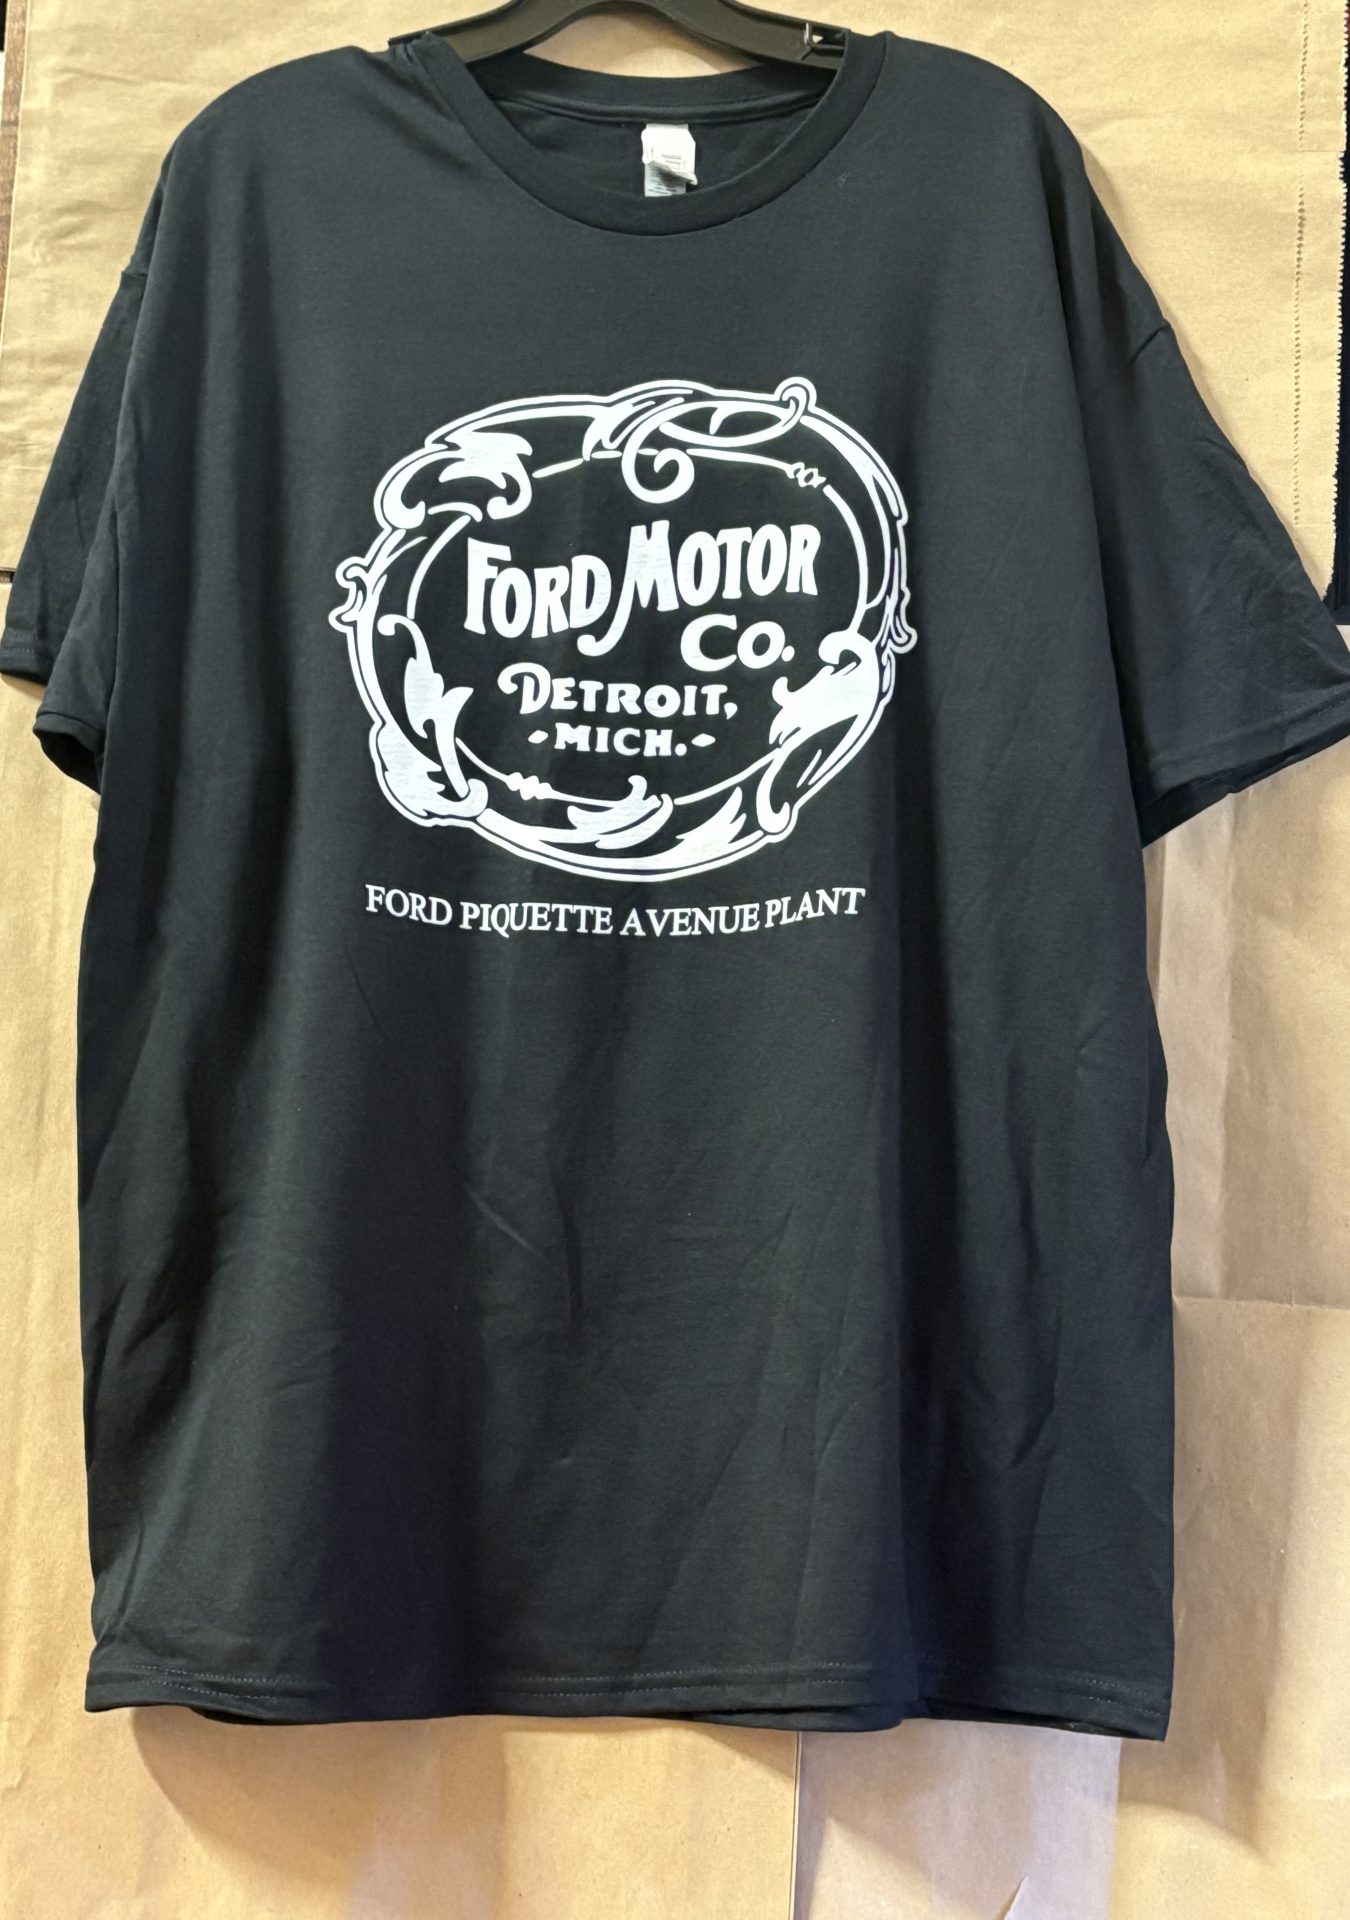 FORD MOTOR
CO.
DETROIT,
-MICH.-
FORD PIQUETTE AVENUE PLANT